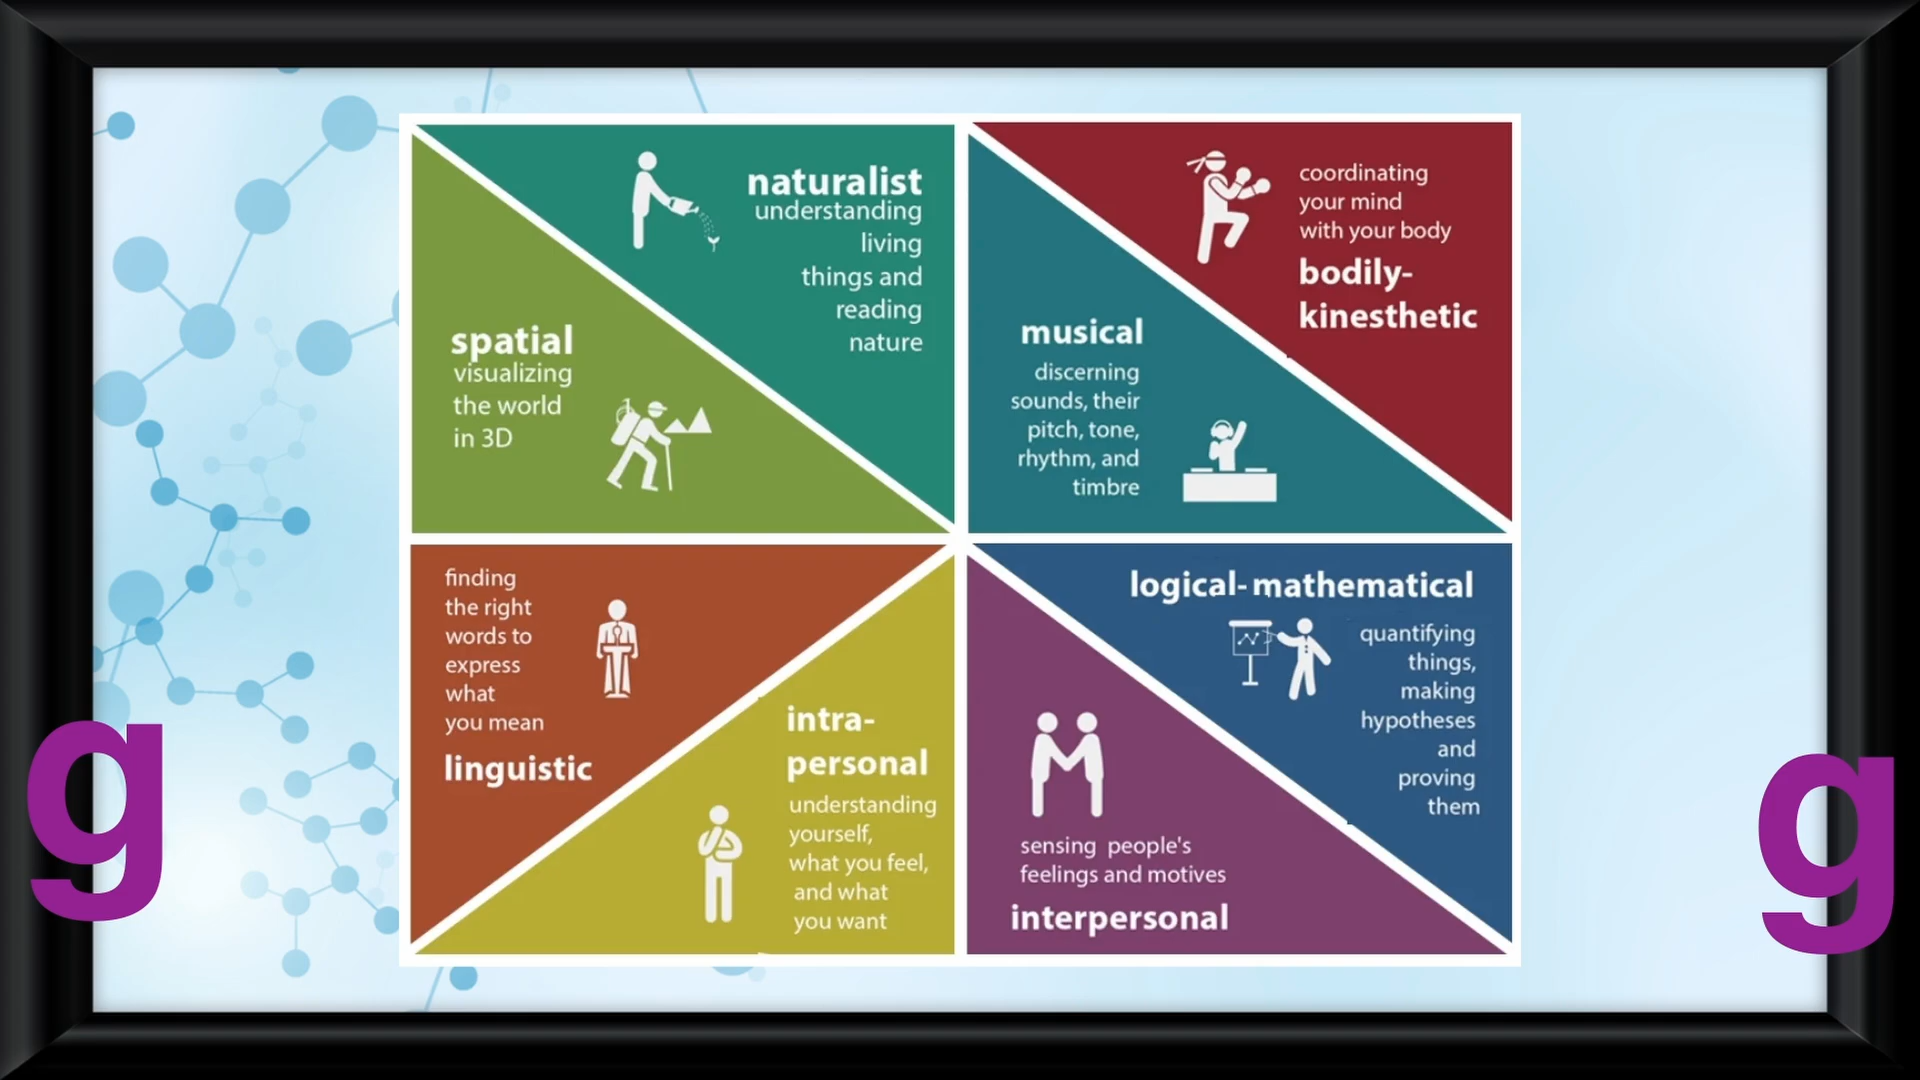 naturalist
understanding
living
things and
reading
nature
spatial
visualizing
the world
in 3D
coordinating
your mind
with your body
bodily-
kinesthetic
musical
discerning
sounds, their
pitch, tone,
rhythm, and
timbre
finding
the right
words to
express
what
you mean
linguistic
intra-
personal
understanding
yourself,
what you feel,
and what
you want
logical-mathematical
quantifying
things,
making
hypotheses
and
proving
them
sensing people's
feelings and motives
interpersonal
g
g